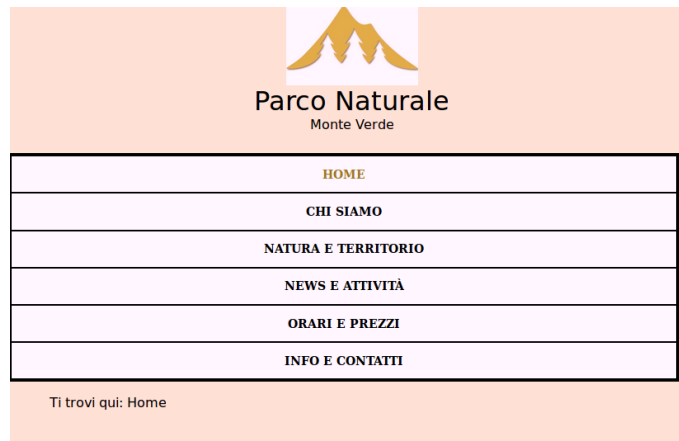 Parco Naturale
Monte Verde
HOME
CHI SIAMO
NATURA E TERRITORIO
NEWS E ATTIVITÀ
ORARI E PREZZI
INFO E CONTATTI
Ti trovi qui: Home